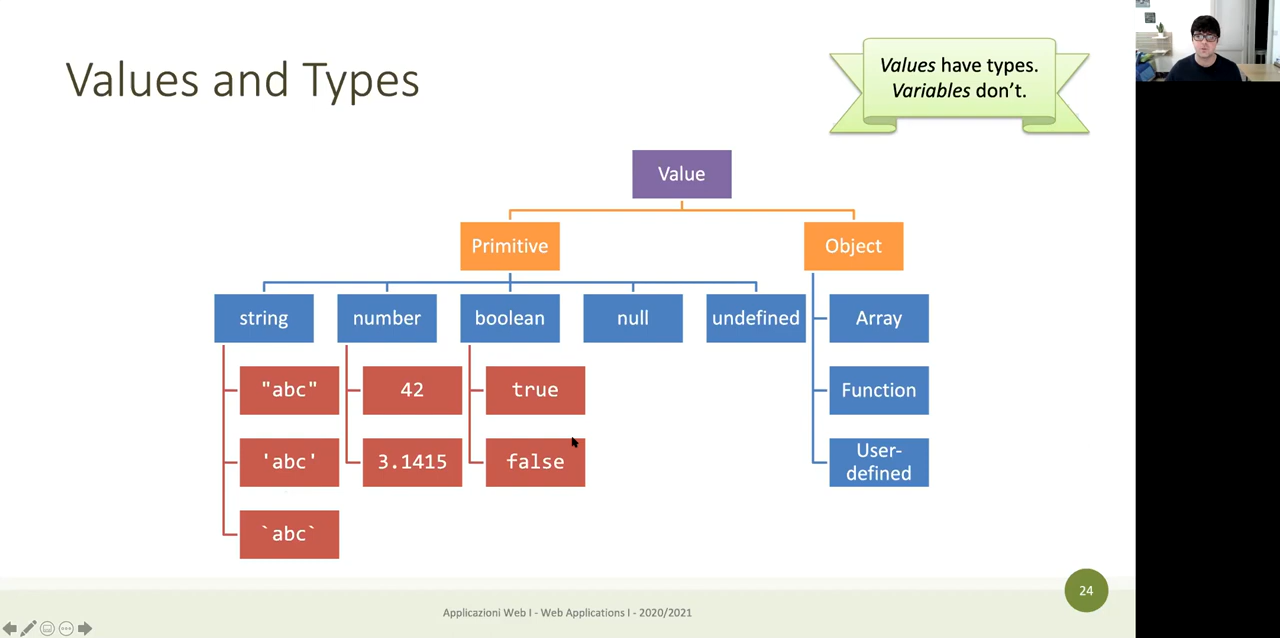 Values and Types
Values have types.
Variables don't.
Value
Primitive
Object
string
number
boolean
null
undefined
Array
"abc"
42
true
Function
'abc'
3.1415
false
User-
defined
`abc`
24
Applicazioni Web I - Web Applications I - 2020/2021